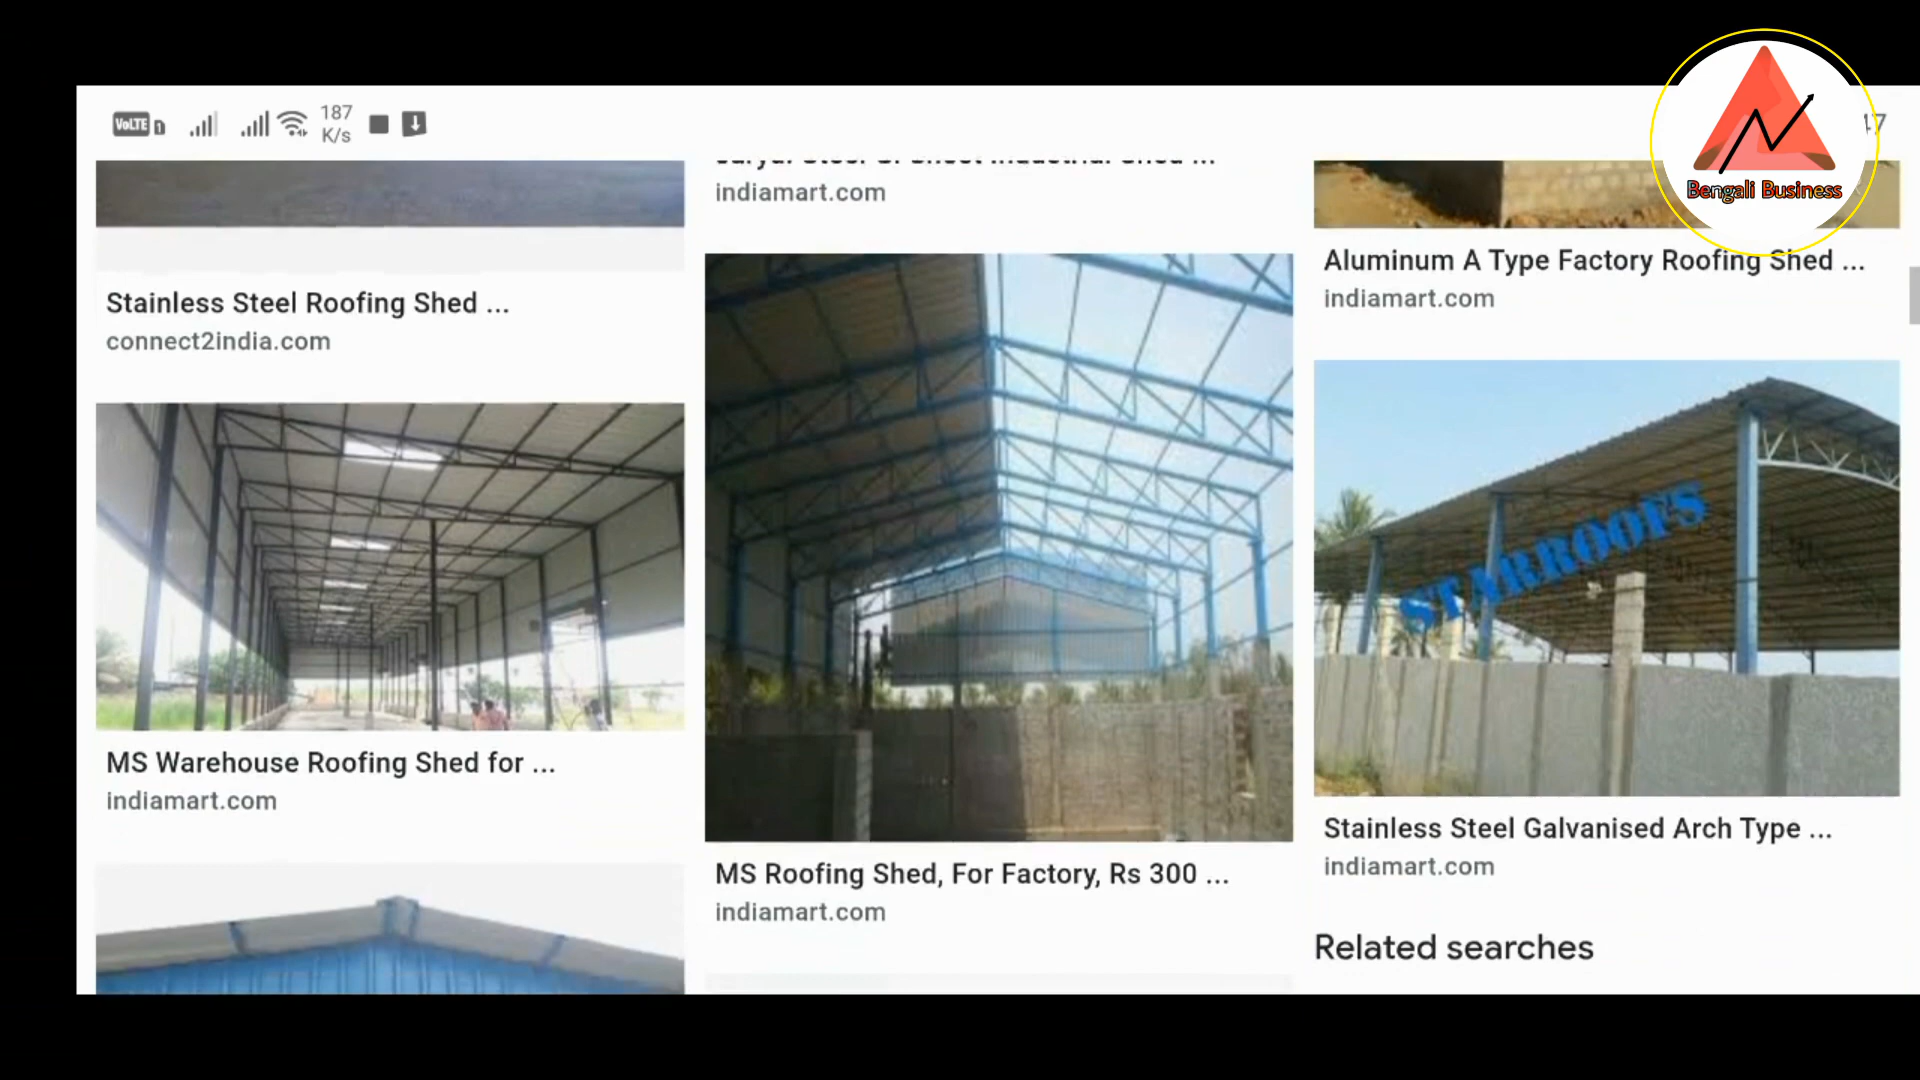 VoLTE
187
K/s
Bengali Business
indiamart.com
Stainless Steel Roofing Shed ...
connect2india.com
Aluminum A Type Factory Roofing Shed ...
indiamart.com
STARROOFS
MS Warehouse Roofing Shed for ...
indiamart.com
MS Roofing Shed, For Factory, Rs 300 ...
indiamart.com
Stainless Steel Galvanised Arch Type ...
indiamart.com
Related searches